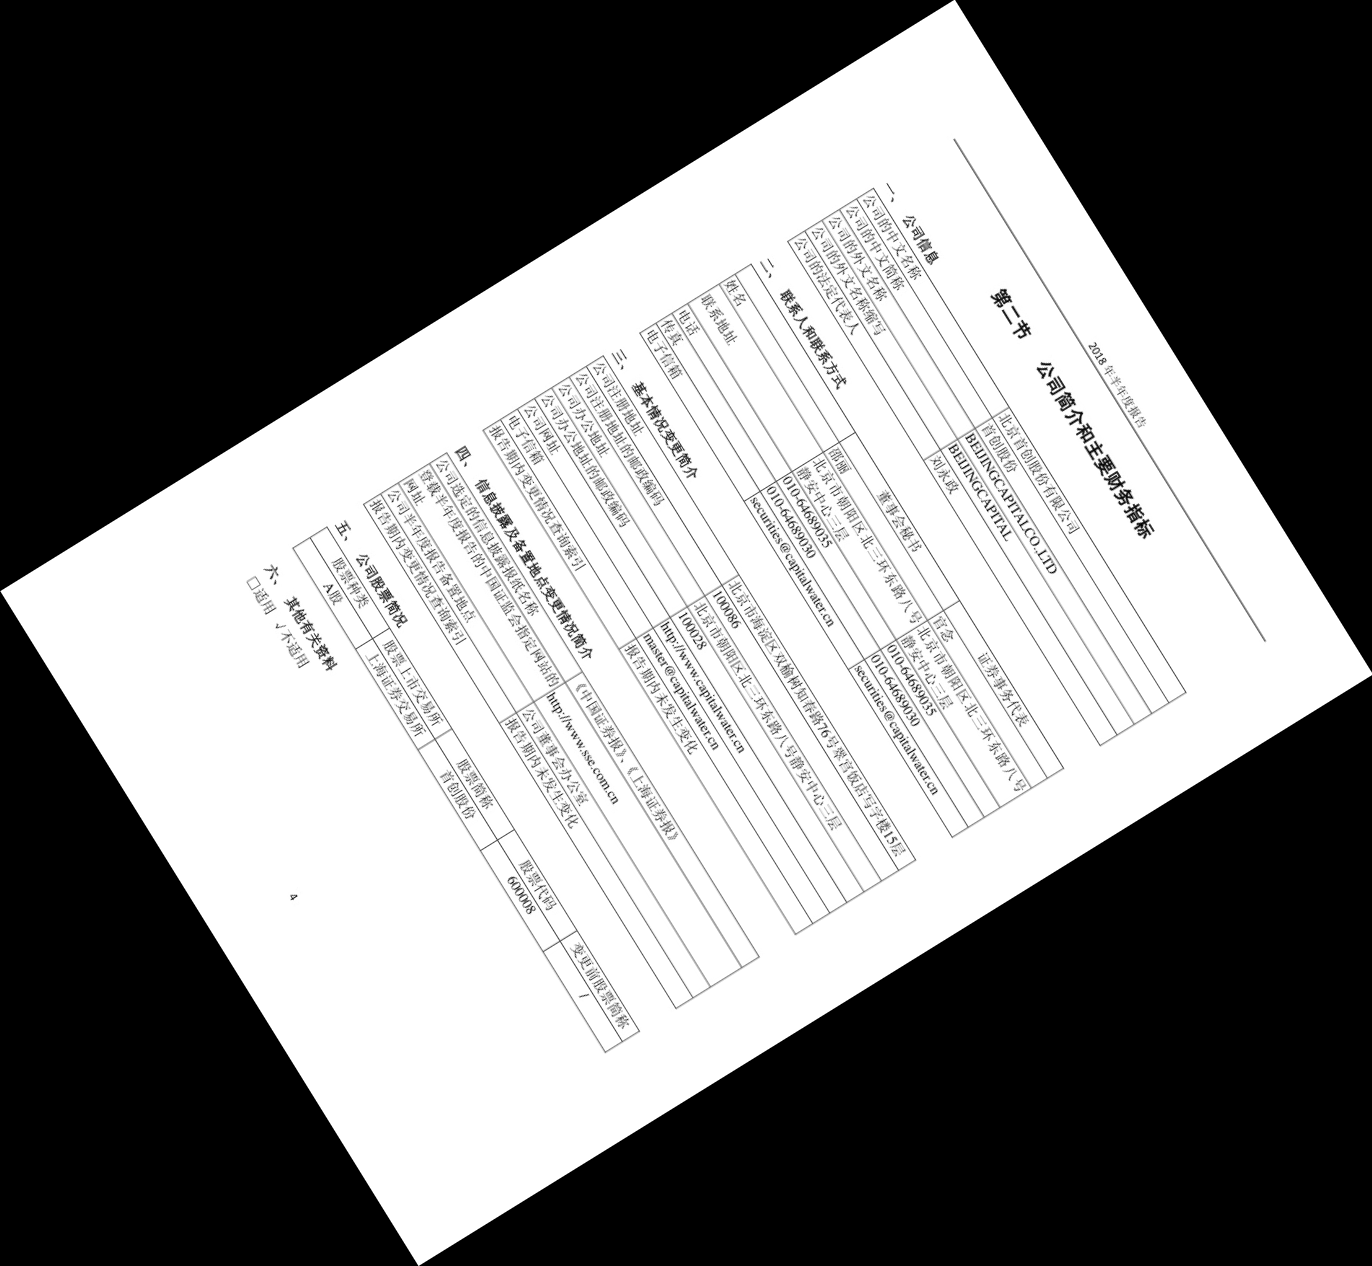 2018 年半年度报告
第二节 公司简介和主要财务指标
一、 公司信息
公司的中文名称 北京首创股份有限公司
公司的中文简称 首创股份
公司的外文名称 BEIJINGCAPITALCO.,LTD
公司的外文名称缩写 BEIJINGCAPITAL
公司的法定代表人 刘永政
二、 联系人和联系方式
董事会秘书 证券事务代表
姓名 邵丽 官念
联系地址 北京市朝阳区北三环东路八号 北京市朝阳区北三环东路八号
静安中心三层 静安中心三层
电话 010-64689035 010-64689035
传真 010-64689030 010-64689030
电子信箱 securities@capitalwater.cn securities@capitalwater.cn
三、 基本情况变更简介
公司注册地址 北京市海淀区双榆树知春路76号翠宫饭店写字楼15层
公司注册地址的邮政编码 100086
公司办公地址 北京市朝阳区北三环东路八号静安中心三层
公司办公地址的邮政编码 100028
公司网址 http://www.capitalwater.cn
电子信箱 master@capitalwater.cn
报告期内变更情况查询索引 报告期内未发生变化
四、 信息披露及备置地点变更情况简介
公司选定的信息披露报纸名称 《中国证券报》、《上海证券报》
登载半年度报告的中国证监会指定网站的 http://www.sse.com.cn
网址
公司半年度报告备置地点 公司董事会办公室
报告期内变更情况查询索引 报告期内未发生变化
五、 公司股票简况
股票种类 股票上市交易所 股票简称 股票代码 变更前股票简称
A股 上海证券交易所 首创股份 600008 /
六、 其他有关资料
□适用 √不适用
4